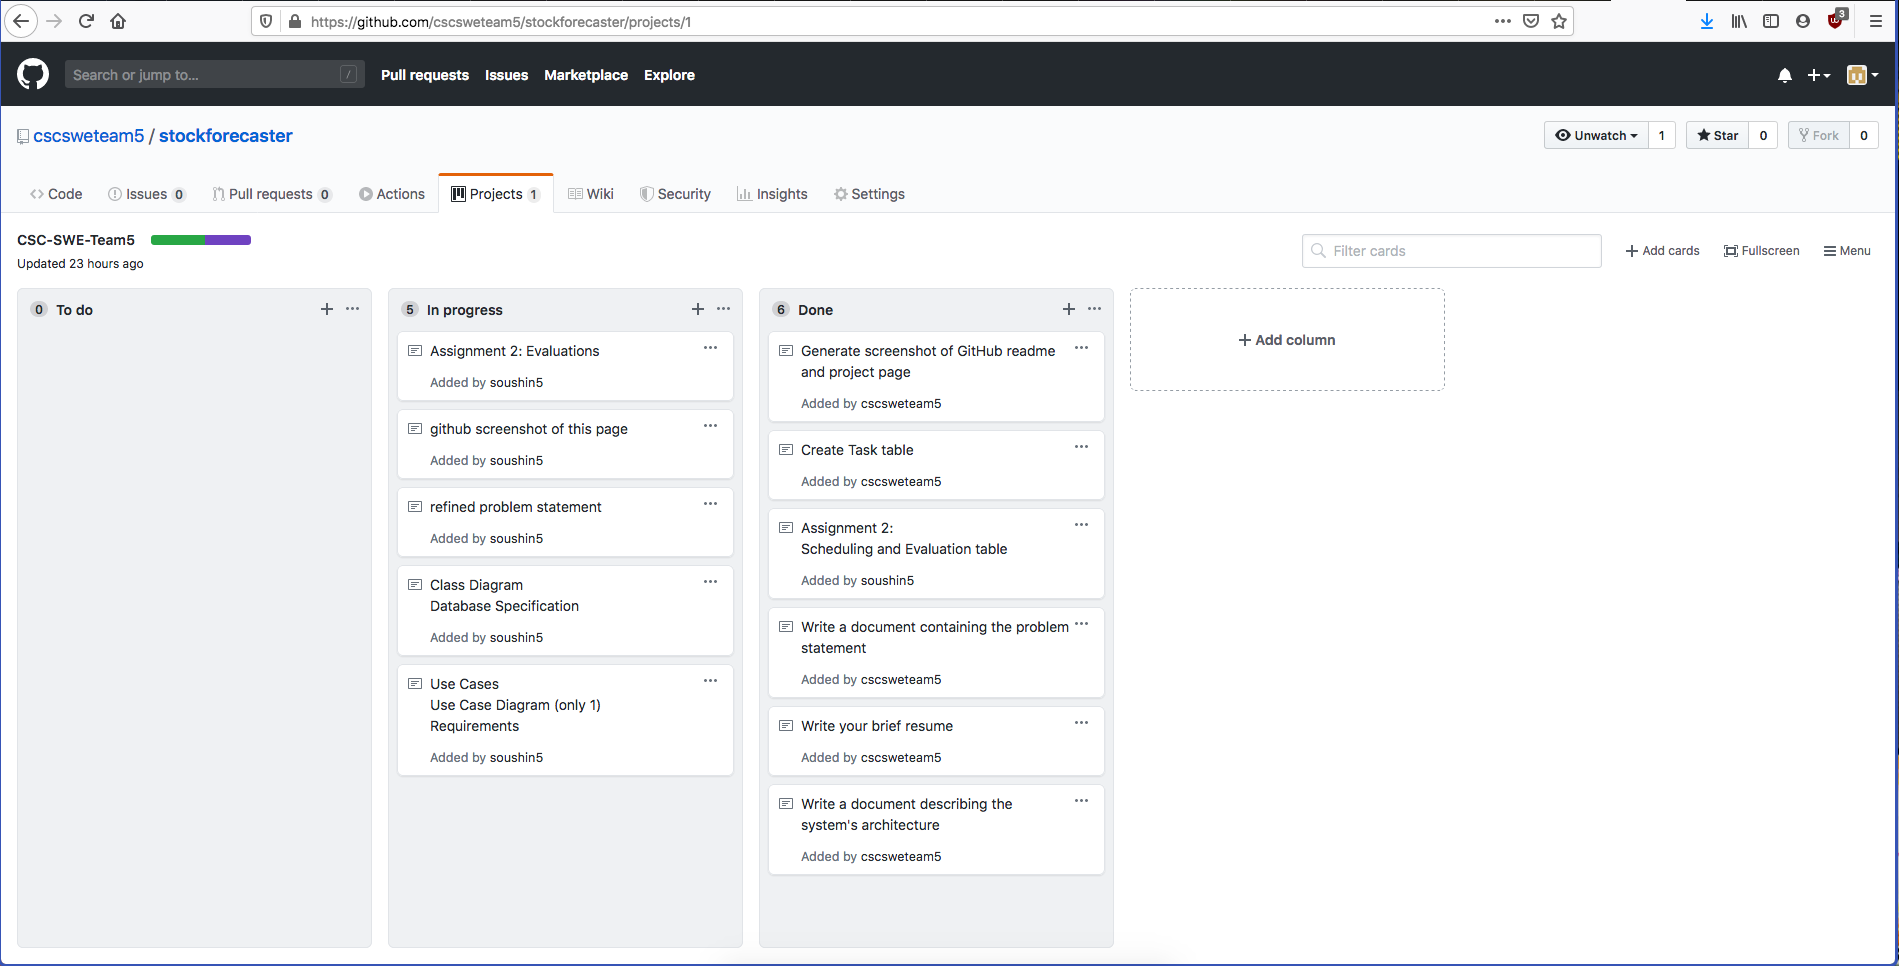 https://github.com/cscsweteam5/stockforecaster/projects/1
3
Search or jump to...
/
Pull requests
Issues
Marketplace
Explore
cscsweteam5 / stockforecaster
Unwatch
1
Star
0
Fork
0
Code
Issues 0
Pull requests 0
Actions
Projects 1
Wiki
Security
Insights
Settings
CSC-SWE-Team5
Updated 23 hours ago
Filter cards
Add cards
Fullscreen
Menu
0 To do
5 In progress
Assignment 2: Evaluations
Added by soushin5
github screenshot of this page
Added by soushin5
refined problem statement
Added by soushin5
Class Diagram
Database Specification
Added by soushin5
Use Cases
Use Case Diagram (only 1)
Requirements
Added by soushin5
6 Done
Generate screenshot of GitHub readme
and project page
Added by cscsweteam5
Create Task table
Added by cscsweteam5
Assignment 2:
Scheduling and Evaluation table
Added by soushin5
Write a document containing the problem
statement
Added by cscsweteam5
Write your brief resume
Added by cscsweteam5
Write a document describing the
system's architecture
Added by cscsweteam5
Add column